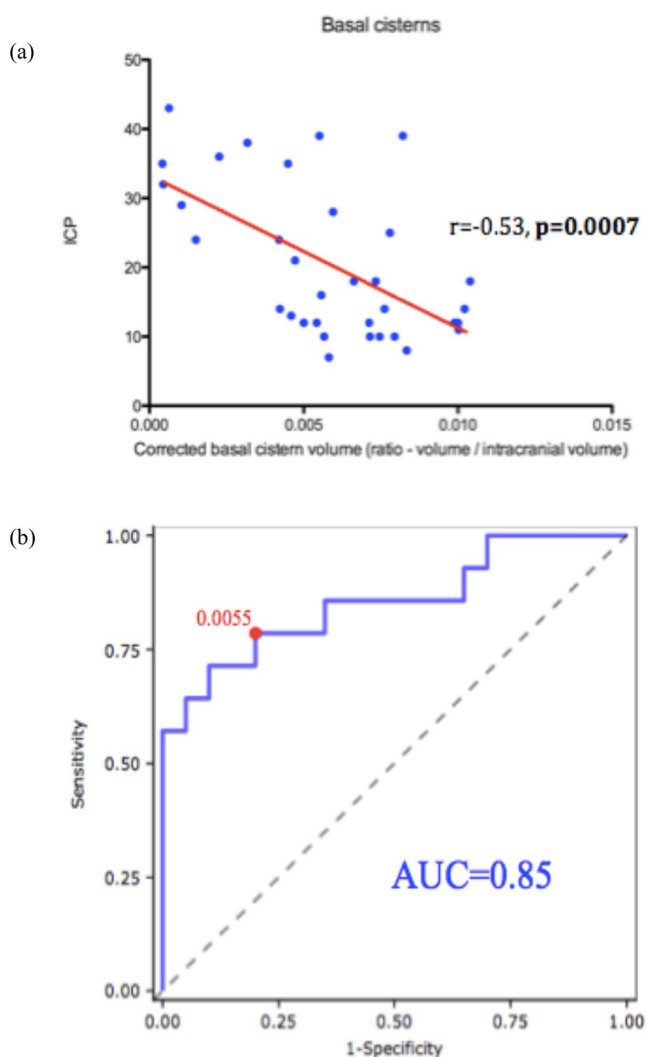 (a)
Basal cisterns
50
40
30
20
10
0
ICP
r=-0.53, p=0.0007
0.000 0.005 0.010 0.015
Corrected basal cistern volume (ratio - volume / intracranial volume)
(b)
1.00
0.75
0.50
0.25
0.00
Sensitivity
0.0055
AUC=0.85
0.00 0.25 0.50 0.75 1.00
1-Specificity